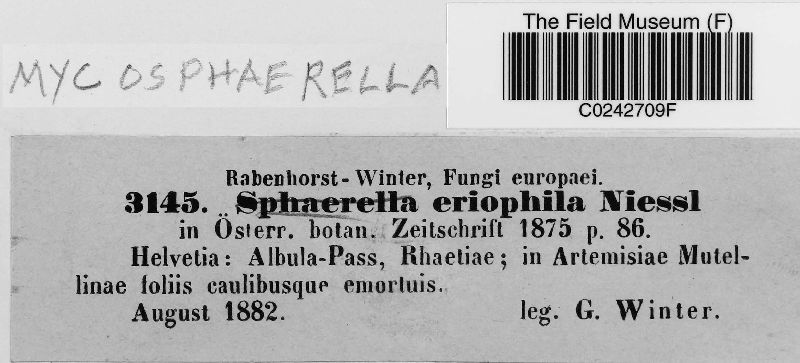 The Field Museum (F)
C0242709F
MYCOSPHAERELLA
Rabenhorst-Winter, Fungi europaei.
3145. Sphaerella eriophila Niessl
in Österr. botan. Zeitschrift 1875 p. 86.
Helvetia: Albula-Pass, Rhaetiae; in Artemisiae Mutel-
linae foliis caulibusque emortuis.
August 1882. leg. G. Winter.